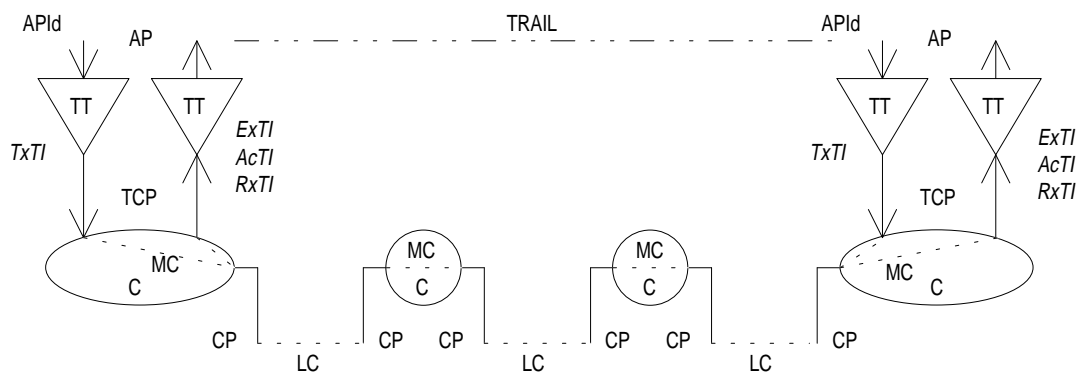 APId AP TRAIL APId AP
TT TT TT TT
TxTI ExTI TxTI ExTI
AcTI AcTI
RxTI RxTI
TCP TCP
MC MC MC MC
C C C C
CP CP CP CP CP CP
LC LC LC